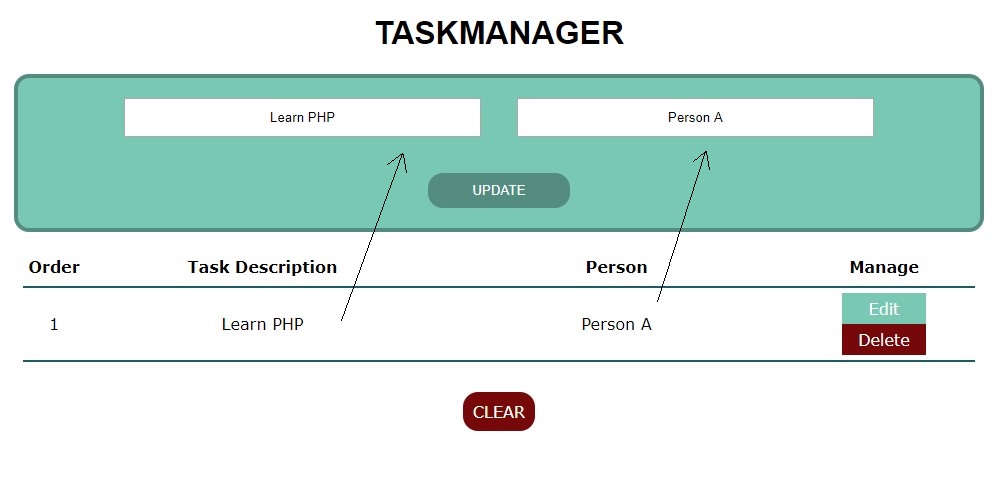 TASKMANAGER
Learn PHP Person A
UPDATE
Order Task Description Person Manage
1 Learn PHP Person A Edit
Delete
CLEAR